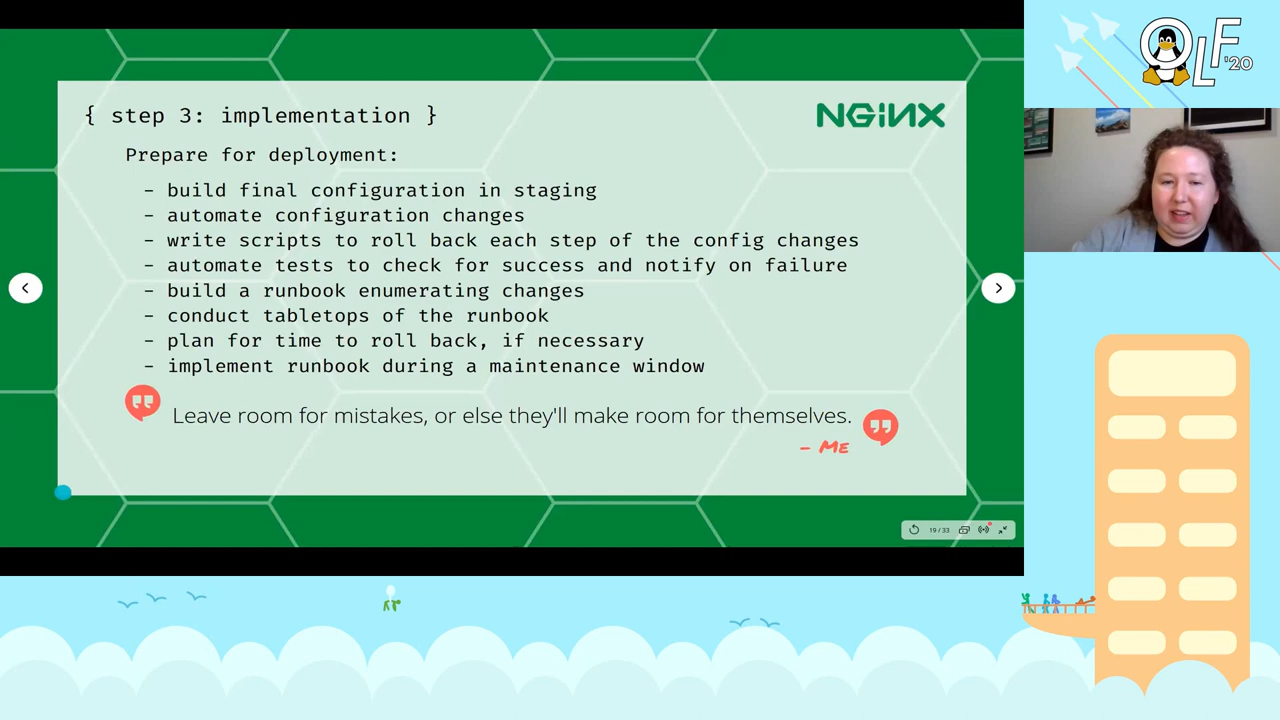 { step 3: implementation }
NGINX
Prepare for deployment:
- build final configuration in staging
- automate configuration changes
- write scripts to roll back each step of the config changes
- automate tests to check for success and notify on failure
- build a runbook enumerating changes
- conduct tabletops of the runbook
- plan for time to roll back, if necessary
- implement runbook during a maintenance window
Leave room for mistakes, or else they'll make room for themselves.
- ME
19 / 33
OLF '20